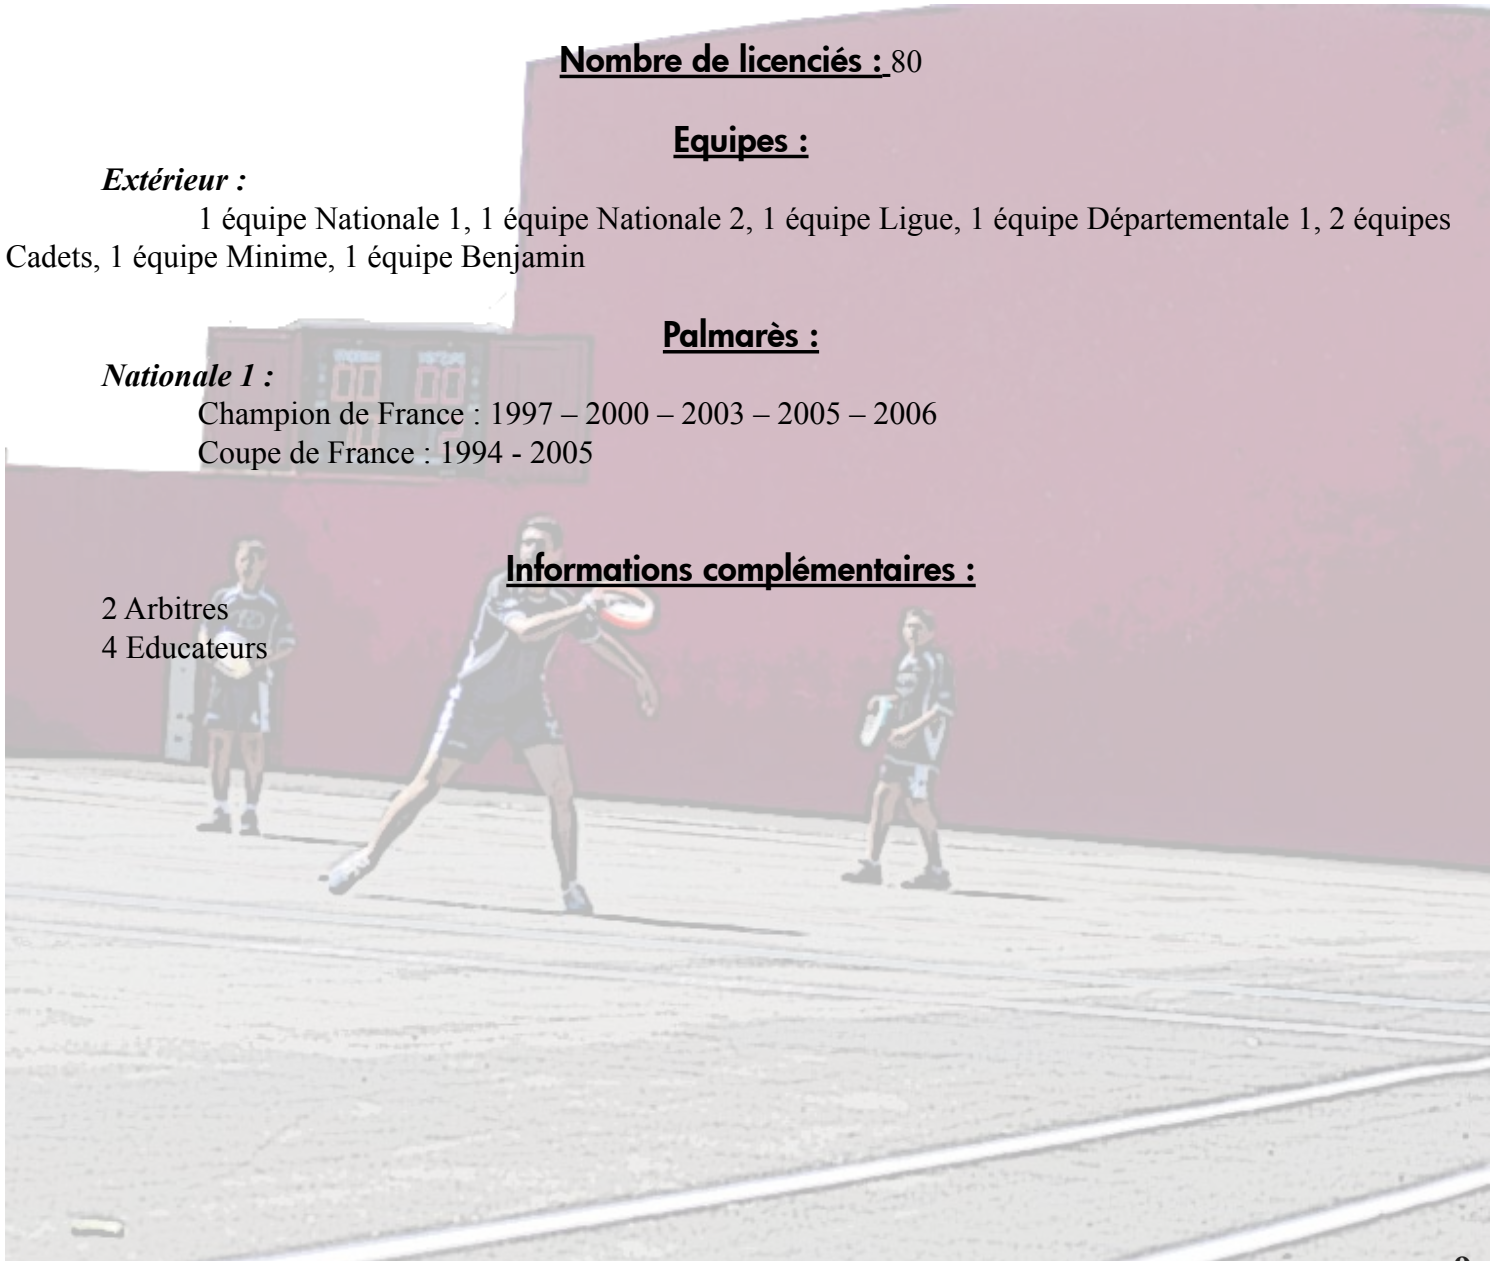 Nombre de licenciés : 80
Equipes :
Extérieur :
1 équipe Nationale 1, 1 équipe Nationale 2, 1 équipe Ligue, 1 équipe Départementale 1, 2 équipes
Cadets, 1 équipe Minime, 1 équipe Benjamin
Palmarès :
Nationale 1 :
Champion de France : 1997 – 2000 – 2003 – 2005 – 2006
Coupe de France : 1994 - 2005
Informations complémentaires :
2 Arbitres
4 Educateurs